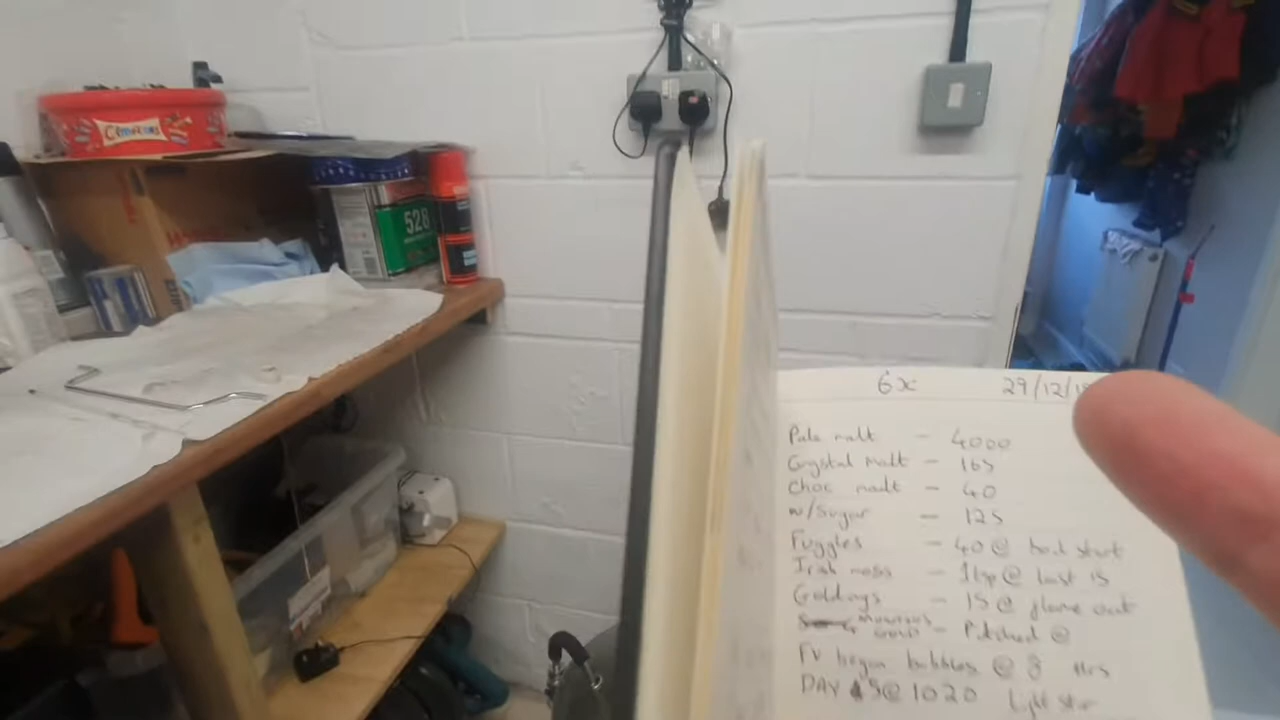 Celebrations
528
6x 29/12/18
Pale malt - 4000
Crystal malt - 165
Choc malt - 40
w/Sugar - 125
Fuggles - 40 @ boil start
Irish moss - 1tsp @ last 15
Goldings - 15 @ flame out
- Pitched @
FV began bubbles @ 8 Hrs
DAY 5 @ 1020